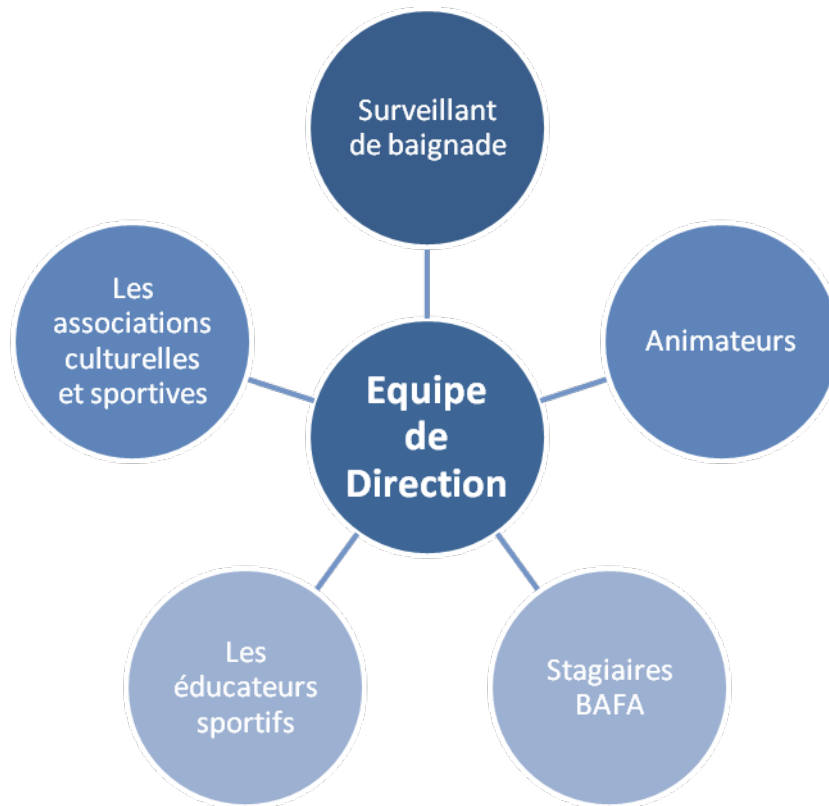 Surveillant
de baignade
Les
associations
culturelles
et sportives
Animateurs
Equipe
de
Direction
Les
éducateurs
sportifs
Stagiaires
BAFA